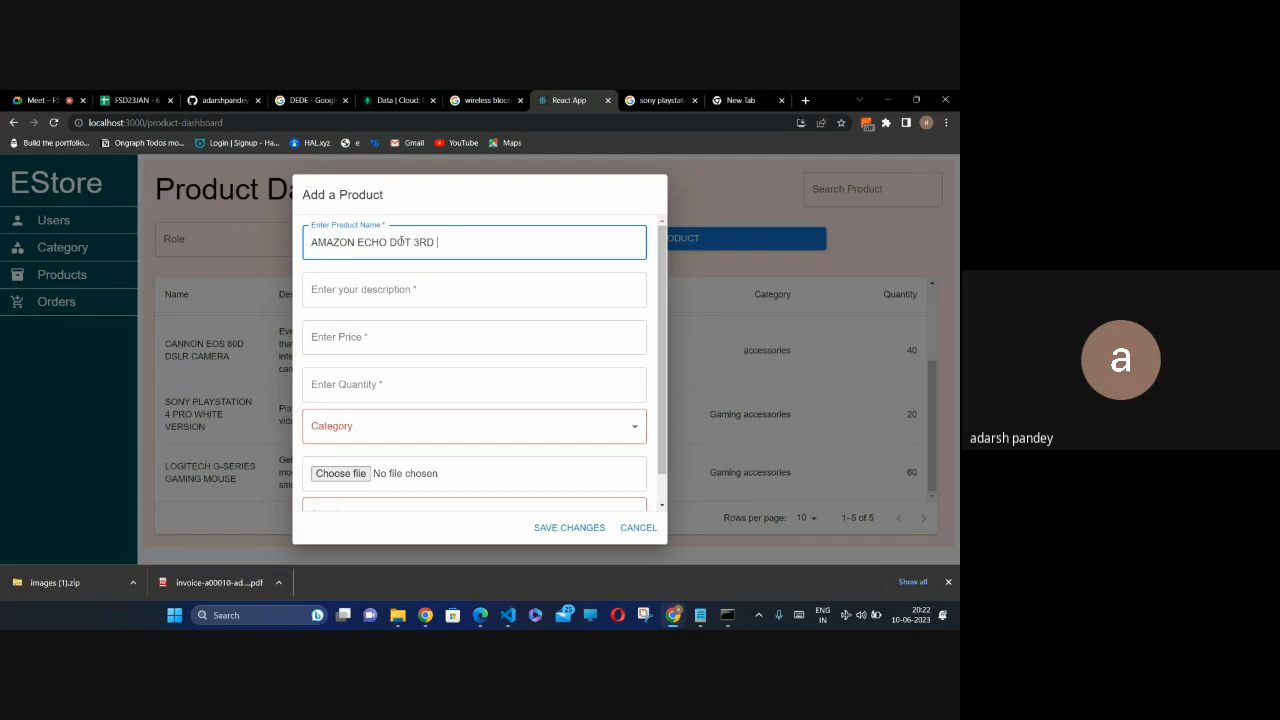 Meet – FS
FSD23JAN - 6
adarshpandey
DEDE - Googl
Data | Cloud:
wireless bloot
React App
sony playstat
New Tab
localhost:3000/product-dashboard
Build the portfolio...
Ongraph Todos mo...
Login | Signup - Ha...
HAL.xyz
e
Gmail
YouTube
Maps
EStore
Users
Category
Products
Orders
Product Da
Search Product
Role
ODUCT
Name
Des
Category
Quantity
CANNON EOS 80D
DSLR CAMERA
accessories
40
SONY PLAYSTATION
4 PRO WHITE
VERSION
Gaming accessories
20
LOGITECH G-SERIES
GAMING MOUSE
Gaming accessories
60
Rows per page: 10
1–5 of 5
Add a Product
Enter Product Name *
AMAZON ECHO DOT 3RD
Enter your description *
Enter Price *
Enter Quantity *
Category
Choose file No file chosen
SAVE CHANGES
CANCEL
a
adarsh pandey
images (1).zip
invoice-a00010-ad....pdf
Show all
Search
ENG
IN
20:22
10-06-2023